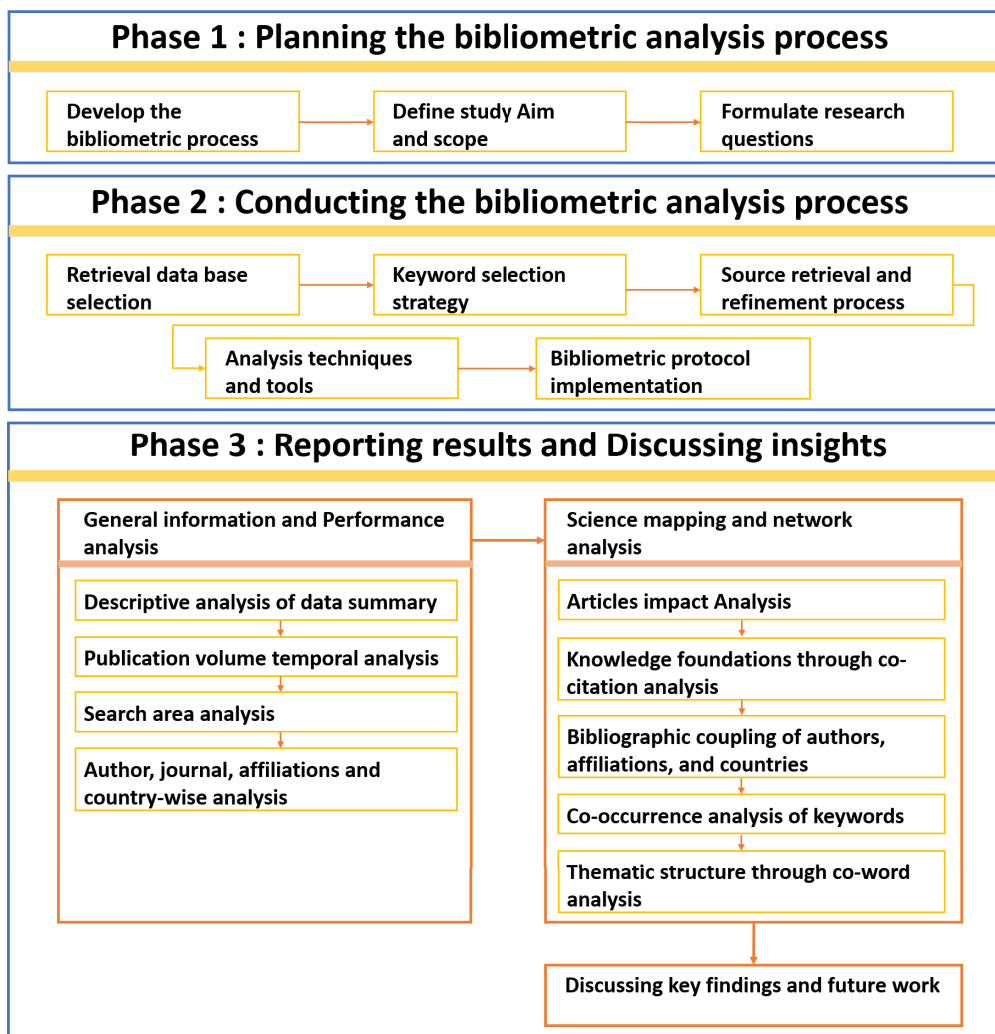 Phase 1 : Planning the bibliometric analysis process
Develop the
bibliometric process
Define study Aim
and scope
Formulate research
questions
Phase 2 : Conducting the bibliometric analysis process
Retrieval data base
selection
Keyword selection
strategy
Source retrieval and
refinement process
Analysis techniques
and tools
Bibliometric protocol
implementation
Phase 3 : Reporting results and Discussing insights
General information and Performance
analysis
Descriptive analysis of data summary
Publication volume temporal analysis
Search area analysis
Author, journal, affiliations and
country-wise analysis
Science mapping and network
analysis
Articles impact Analysis
Knowledge foundations through co-
citation analysis
Bibliographic coupling of authors,
affiliations, and countries
Co-occurrence analysis of keywords
Thematic structure through co-word
analysis
Discussing key findings and future work